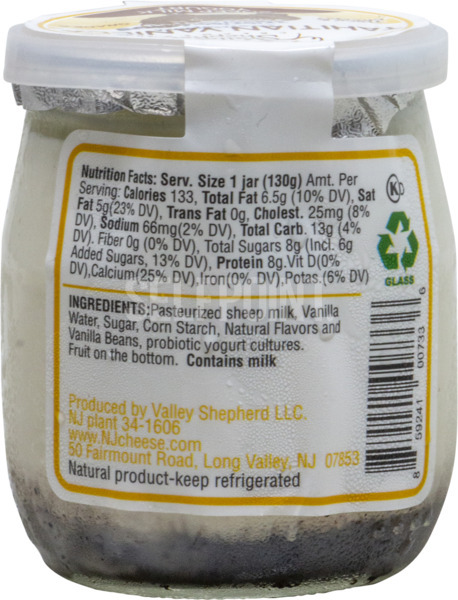 TAHITIAN VANILLA
Nutrition Facts: Serv. Size 1 jar (130g) Amt. Per
Serving: Calories 133, Total Fat 6.5g (10% DV), Sat
Fat 5g(23% DV), Trans Fat 0g, Cholest. 25mg (8%
DV), Sodium 66mg(2% DV), Total Carb. 13g (4%
DV). Fiber 0g (0% DV), Total Sugars 8g (Incl. 6g
Added Sugars, 13% DV), Protein 8g.Vit D(0%
DV),Calcium(25% DV),Iron(0% DV),Potas.(6% DV)
K D
GLASS
INGREDIENTS:Pasteurized sheep milk, Vanilla
Water, Sugar, Corn Starch, Natural Flavors and
Vanilla Beans, probiotic yogurt cultures.
Fruit on the bottom. Contains milk
Produced by Valley Shepherd LLC.
NJ plant 34-1606
www.NJcheese.com
50 Fairmount Road, Long Valley, NJ 07853
Natural product-keep refrigerated
8 59241 00733 6